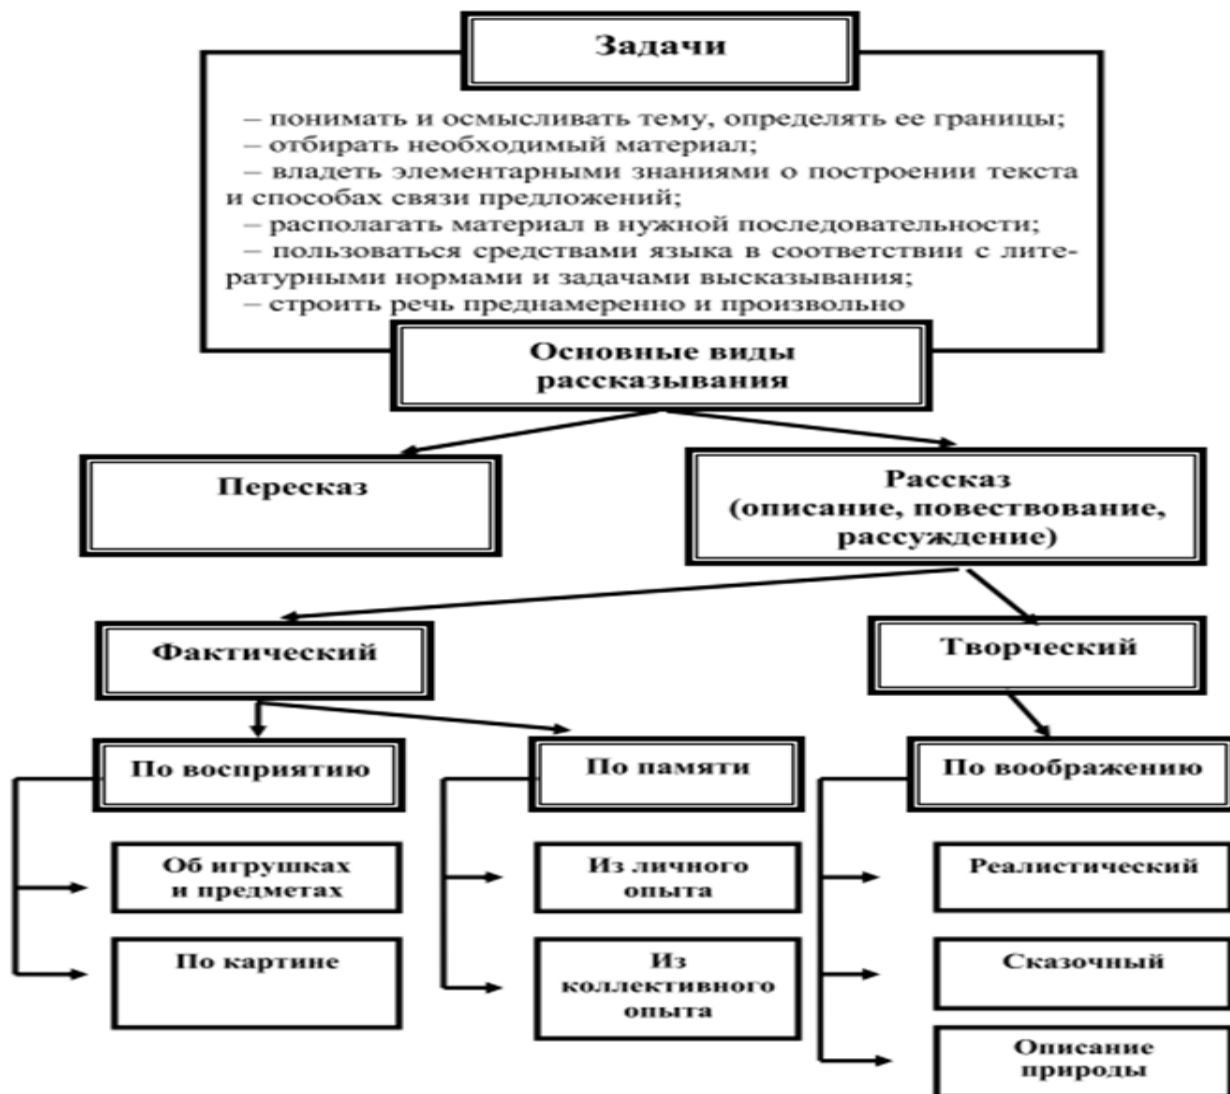 Задачи
– понимать и осмысливать тему, определять ее границы;
– отбирать необходимый материал;
– владеть элементарными знаниями о построении текста
и способах связи предложений;
– располагать материал в нужной последовательности;
– пользоваться средствами языка в соответствии с лите-
ратурными нормами и задачами высказывания;
– строить речь преднамеренно и произвольно
Основные виды
рассказывания
Пересказ
Рассказ
(описание, повествование,
рассуждение)
Фактический
Творческий
По восприятию
По памяти
По воображению
Об игрушках
и предметах
Из личного
опыта
Реалистический
По картине
Из
коллективного
опыта
Сказочный
Описание
природы